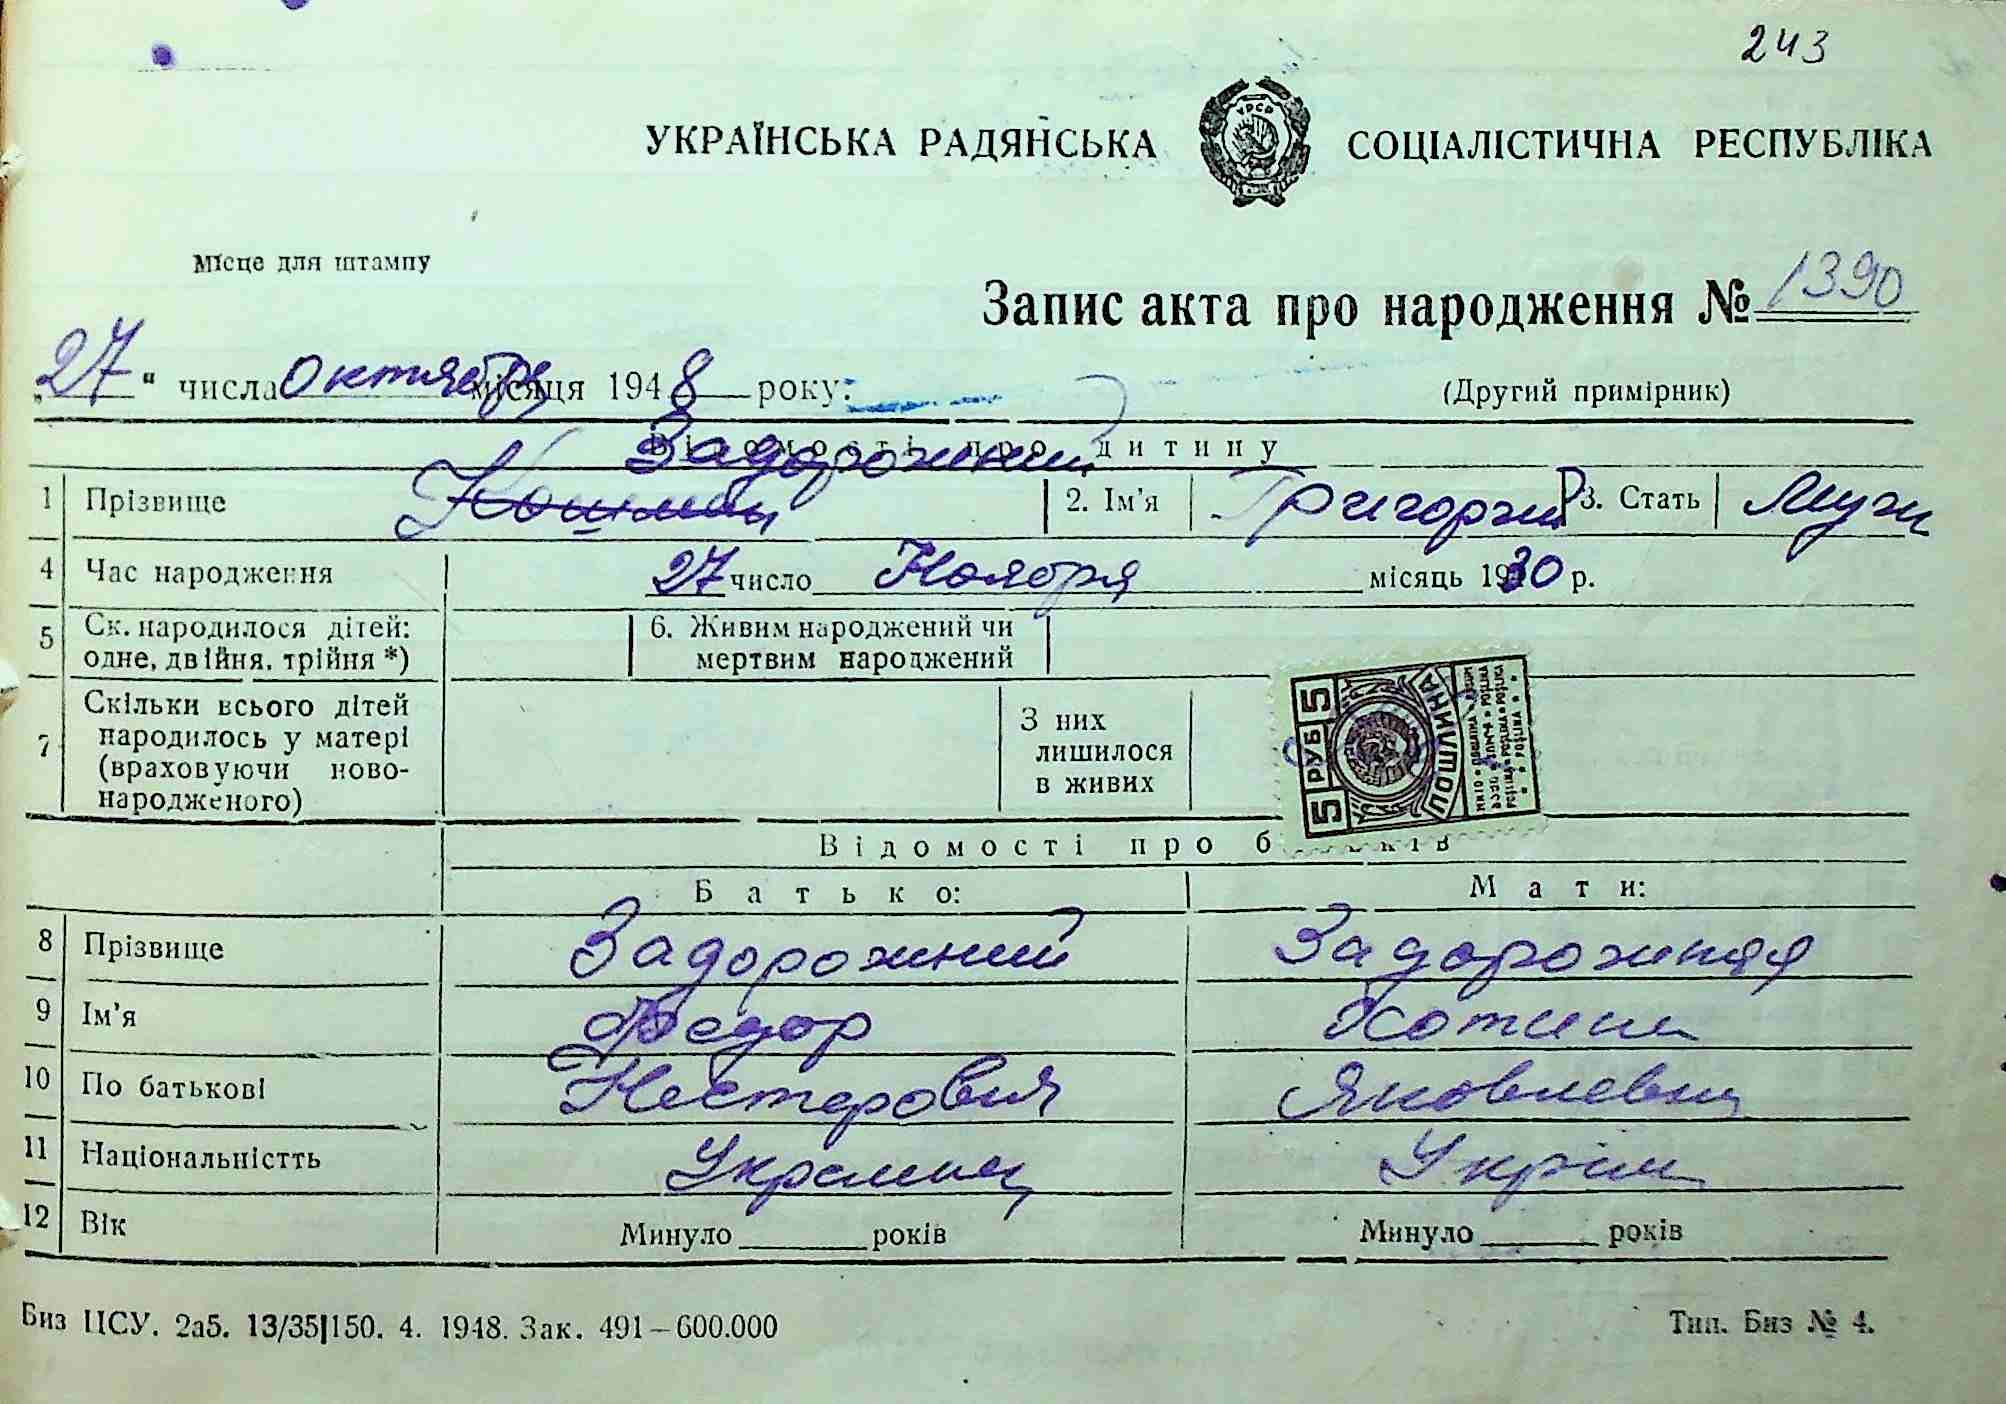 243
УКРАЇНСЬКА РАДЯНСЬКА СОЦІАЛІСТИЧНА РЕСПУБЛІКА
Місце для штампу
Запис акта про народження № 1390
„27“ числа октября місяця 1948 року:
(Другий примірник)
Відомості про дитину
Задорожний
1 Прізвище 2. Ім’я Григорий 3. Стать Муж
4 Час народження 27 число Ноября місяць 1930 р.
5 Ск. народилося дітей: одне, двійня, трійня *) 6. Живим народжений чи мертвим народжений
7 Скільки всього дітей народилось у матері (враховуючи ново-народженого) З них лишилося в живих
5 РУБ 5 ПОШЛИНА
Відомості про б
Батько: Мати:
8 Прізвище Задорожний Задорожная
9 Ім’я Федор
10 По батькові Нестерович Яковлевна
11 Національністть Украинец
12 Вік Минуло років Минуло років
Биз ЦСУ. 2а5. 13/35|150. 4. 1948. Зак. 491–600.000 Тип. Биз № 4.